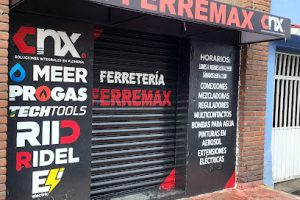 FERREMAX
CNX
CNX
SOLUCIONES INTEGRALES EN PLOMERÍA
MEER
PROGAS
TECHTOOLS
RIDEL
electric
FERRETERÍA
FERREMAX
HORARIOS:
CONEXIONES
MEZCLADORAS
REGULADORES
MULTICONTACTOS
BOMBAS PARA AGUA
PINTURAS EN
AEROSOL
EXTENSIONES
ELÉCTRICAS